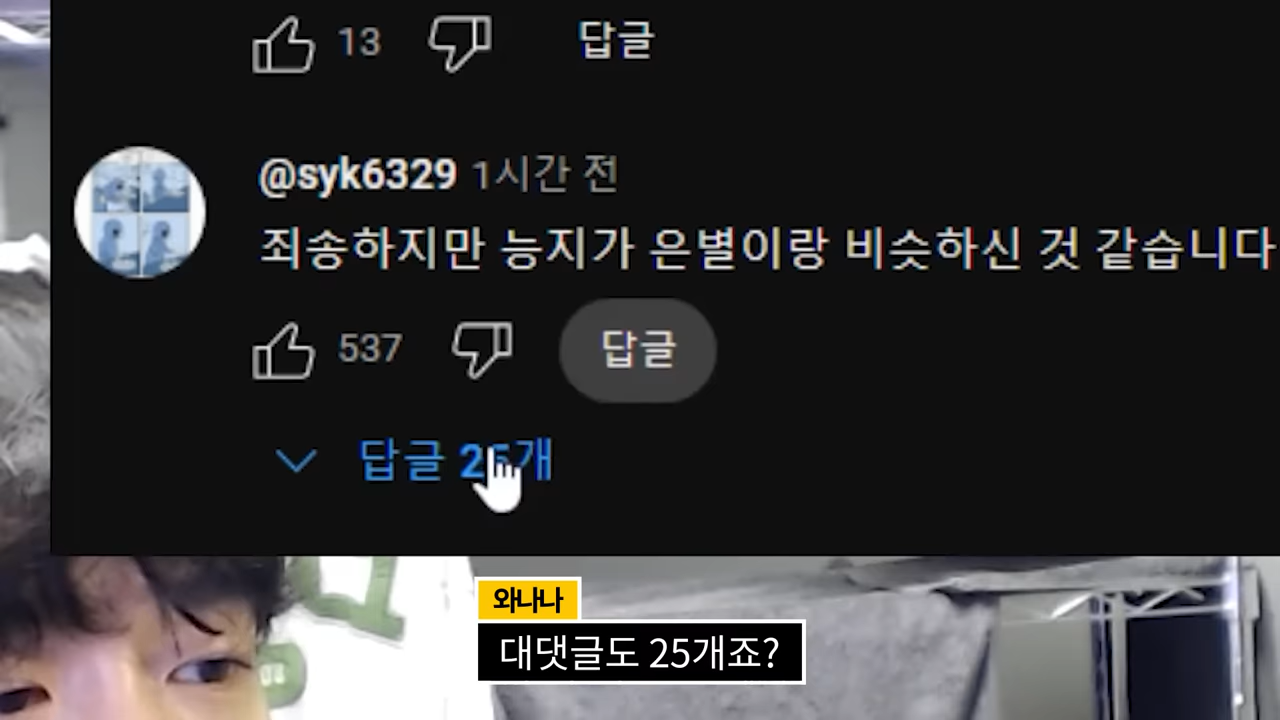 13 답글
@syk6329 1시간 전
죄송하지만 능지가 은별이랑 비슷하신 것 같습니다
537 답글
답글 25개
와나나
대댓글도 25개죠?